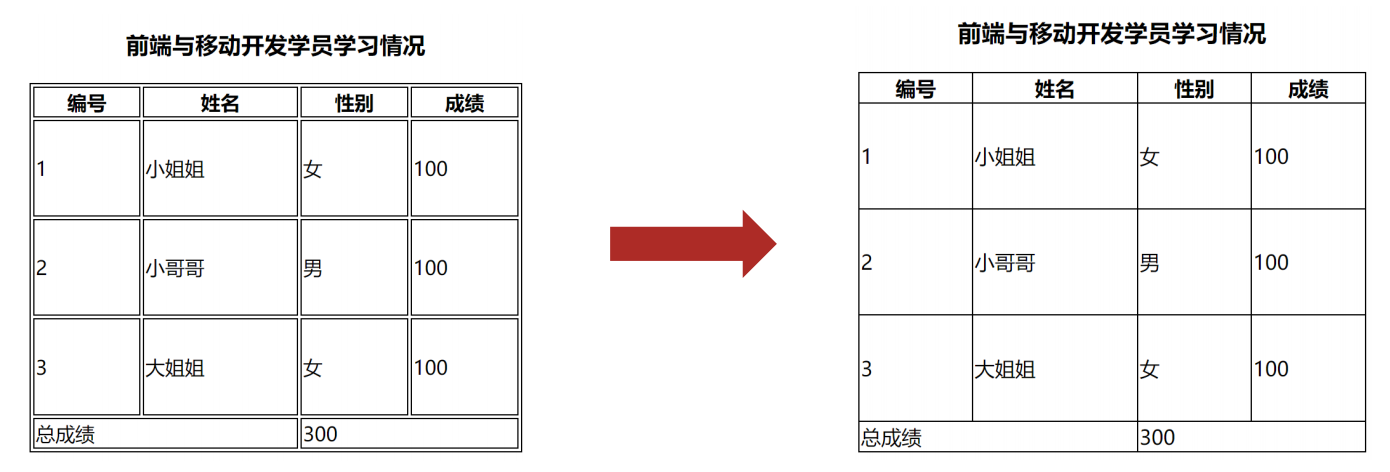 前端与移动开发学员学习情况
编号 姓名 性别 成绩
1 小姐姐 女 100
2 小哥哥 男 100
3 大姐姐 女 100
总成绩 300
前端与移动开发学员学习情况
编号 姓名 性别 成绩
1 小姐姐 女 100
2 小哥哥 男 100
3 大姐姐 女 100
总成绩 300